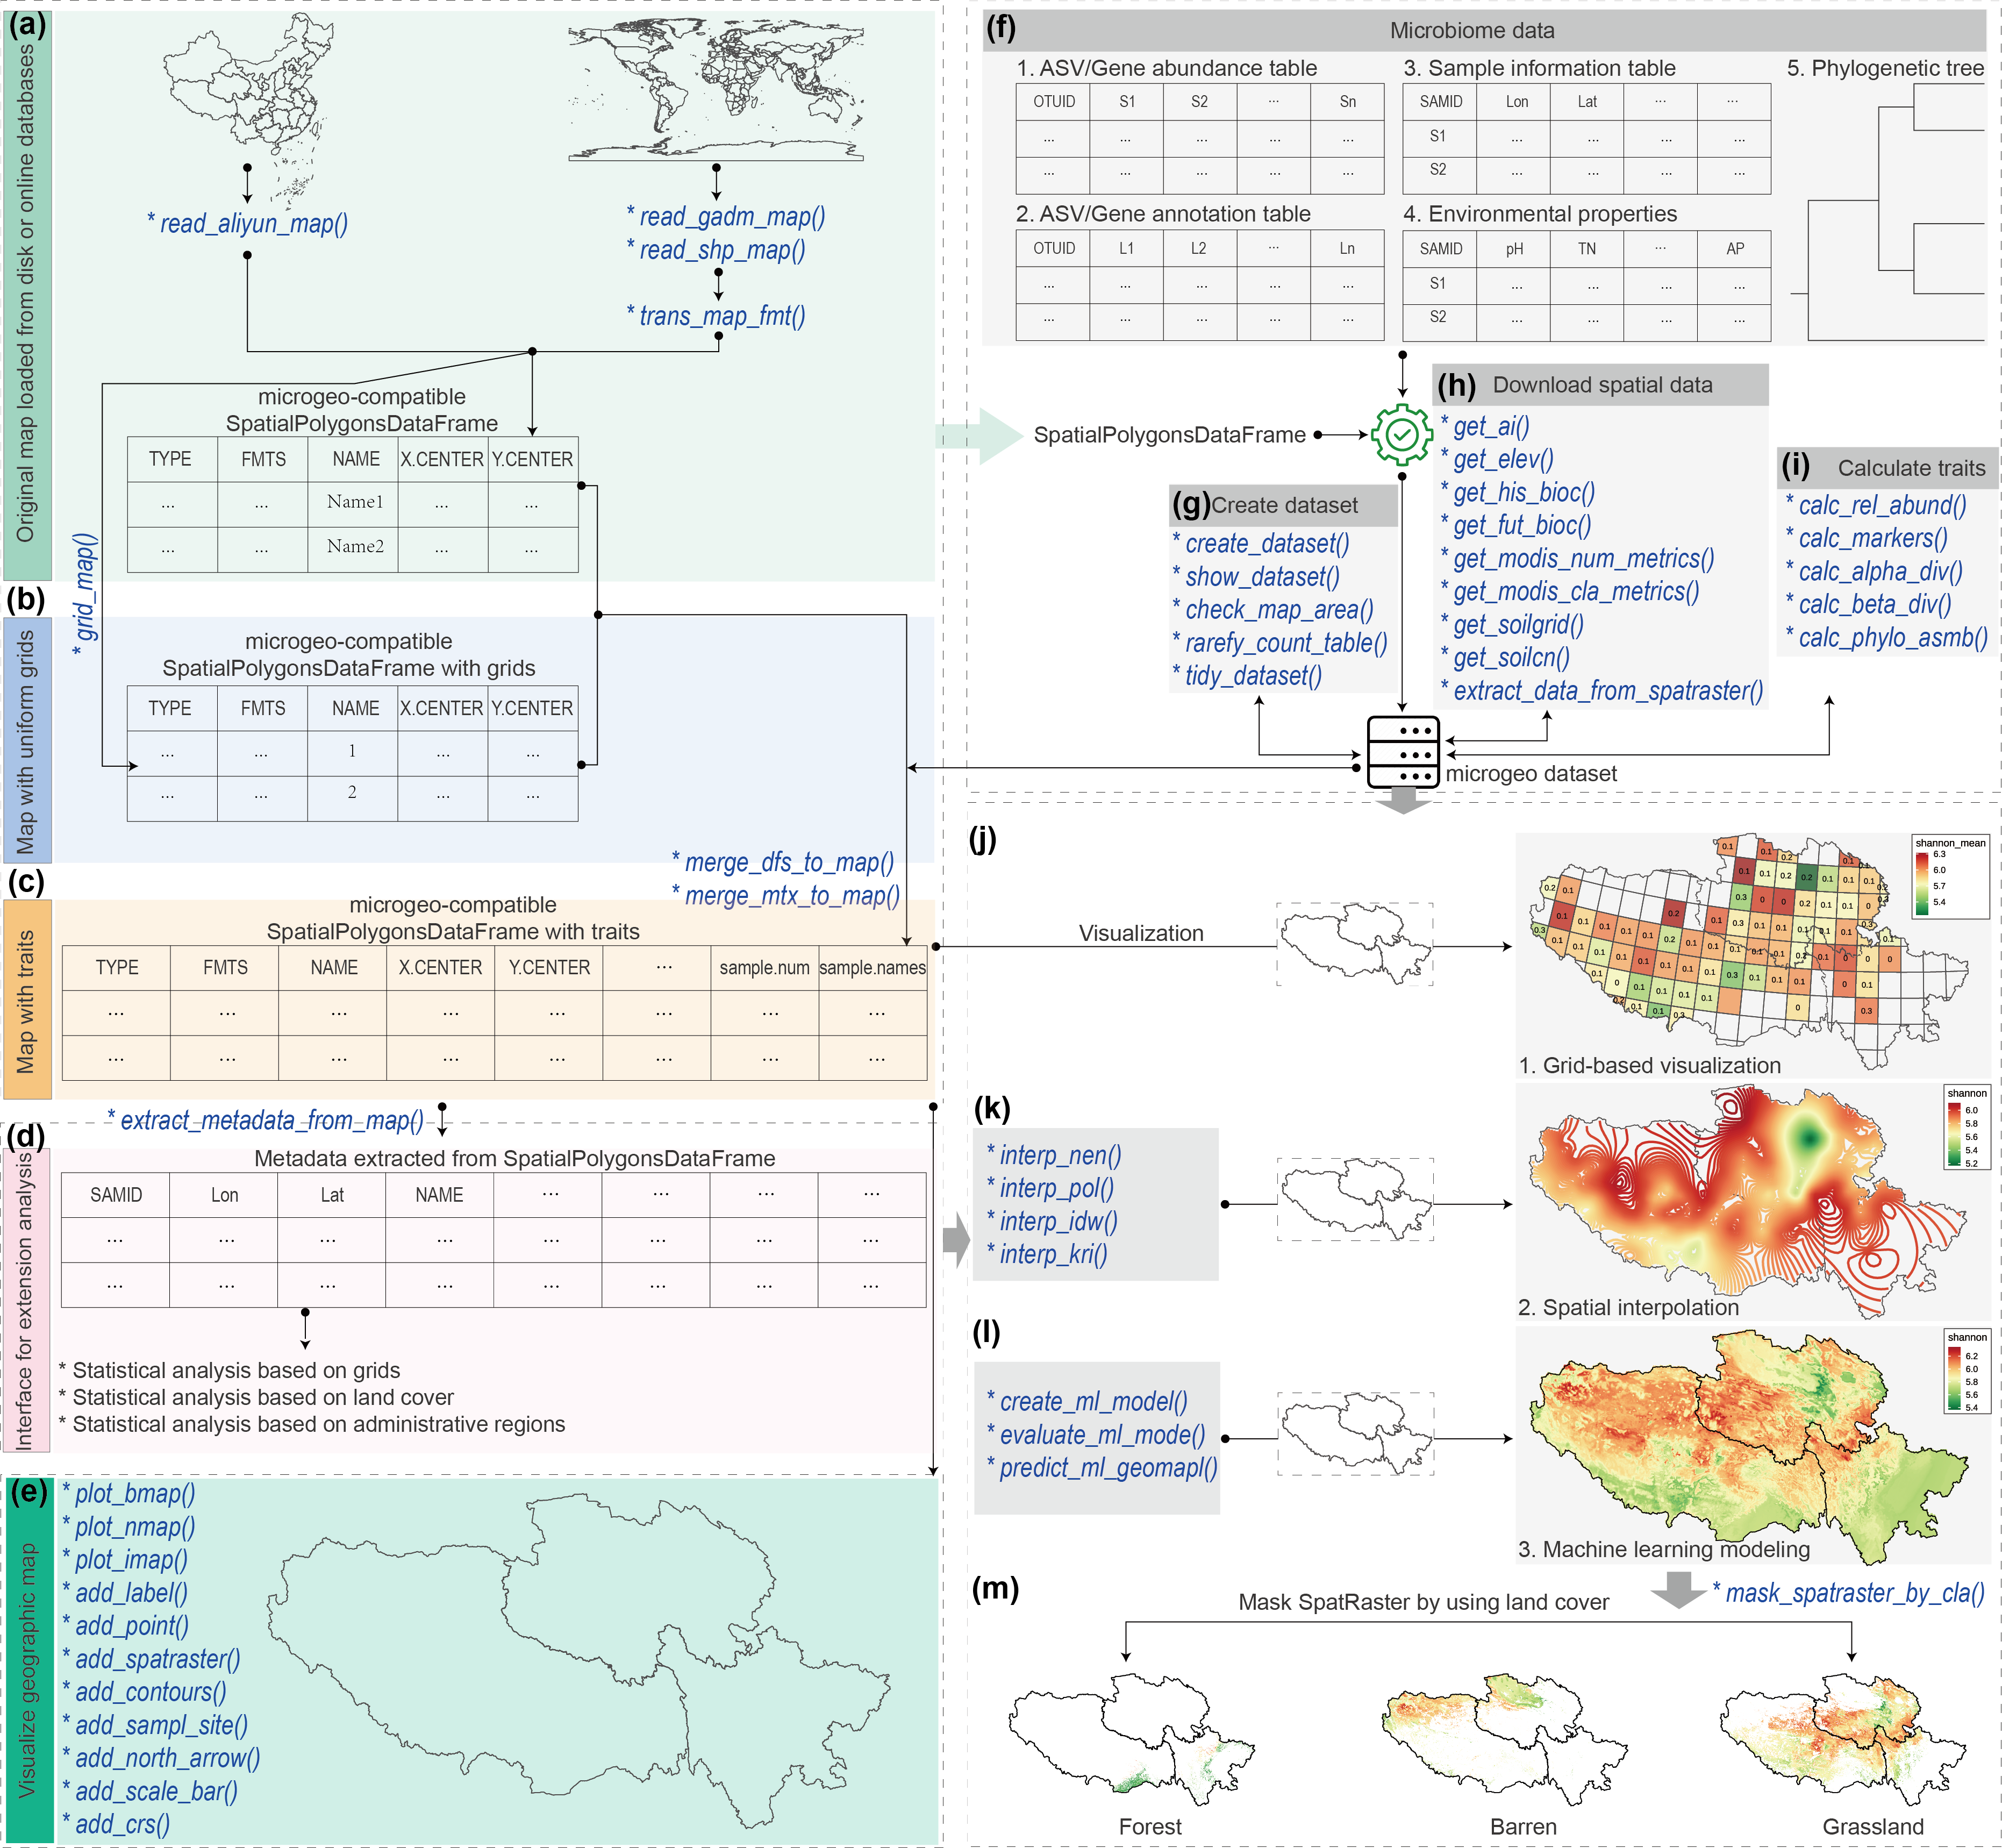 (a)
Original map loaded from disk or online databases
* read_aliyun_map()
* read_gadm_map()
* read_shp_map()
* trans_map_fmt()
* grid_map()
microgeo-compatible
SpatialPolygonsDataFrame
TYPE FMTS NAME X.CENTER Y.CENTER
... ... Name1 ... ...
... ... Name2 ... ...
(b)
Map with uniform grids
microgeo-compatible
SpatialPolygonsDataFrame with grids
TYPE FMTS NAME X.CENTER Y.CENTER
... ... 1 ... ...
... ... 2 ... ...
* merge_dfs_to_map()
* merge_mtx_to_map()
(c)
Map with traits
microgeo-compatible
SpatialPolygonsDataFrame with traits
TYPE FMTS NAME X.CENTER Y.CENTER ... sample.num sample.names
... ... ... ... ... ... ... ...
... ... ... ... ... ... ... ...
* extract_metadata_from_map()
(d)
Interface for extension analysis
Metadata extracted from SpatialPolygonsDataFrame
SAMID Lon Lat NAME ... ... ... ...
... ... ... ... ... ... ... ...
... ... ... ... ... ... ... ...
* Statistical analysis based on grids
* Statistical analysis based on land cover
* Statistical analysis based on administrative regions
(e)
Visualize geographic map
* plot_bmap()
* plot_nmap()
* plot_imap()
* add_label()
* add_point()
* add_spatraster()
* add_contours()
* add_sampl_site()
* add_north_arrow()
* add_scale_bar()
* add_crs()
(f)
Microbiome data
1. ASV/Gene abundance table
OTUID S1 S2 ... Sn
... ... ... ... ...
... ... ... ... ...
2. ASV/Gene annotation table
OTUID L1 L2 ... Ln
... ... ... ... ...
... ... ... ... ...
3. Sample information table
SAMID Lon Lat ... ...
S1 ... ... ... ...
S2 ... ... ... ...
4. Environmental properties
SAMID pH TN ... AP
S1 ... ... ... ...
S2 ... ... ... ...
5. Phylogenetic tree
SpatialPolygonsDataFrame
(g) Create dataset
* create_dataset()
* show_dataset()
* check_map_area()
* rarefy_count_table()
* tidy_dataset()
(h) Download spatial data
* get_ai()
* get_elev()
* get_his_bioc()
* get_fut_bioc()
* get_modis_num_metrics()
* get_modis_cla_metrics()
* get_soilgrid()
* get_soilcn()
* extract_data_from_spatraster()
(i) Calculate traits
* calc_rel_abund()
* calc_markers()
* calc_alpha_div()
* calc_beta_div()
* calc_phylo_asmb()
microgeo dataset
(j)
Visualization
shannon_mean
6.3
6.0
5.7
5.4
1. Grid-based visualization
(k)
* interp_nen()
* interp_pol()
* interp_idw()
* interp_kri()
shannon
6.0
5.8
5.6
5.4
5.2
2. Spatial interpolation
(l)
* create_ml_model()
* evaluate_ml_mode()
* predict_ml_geomapl()
shannon
6.2
6.0
5.8
5.6
5.4
3. Machine learning modeling
(m)
* mask_spatraster_by_cla()
Mask SpatRaster by using land cover
Forest
Barren
Grassland